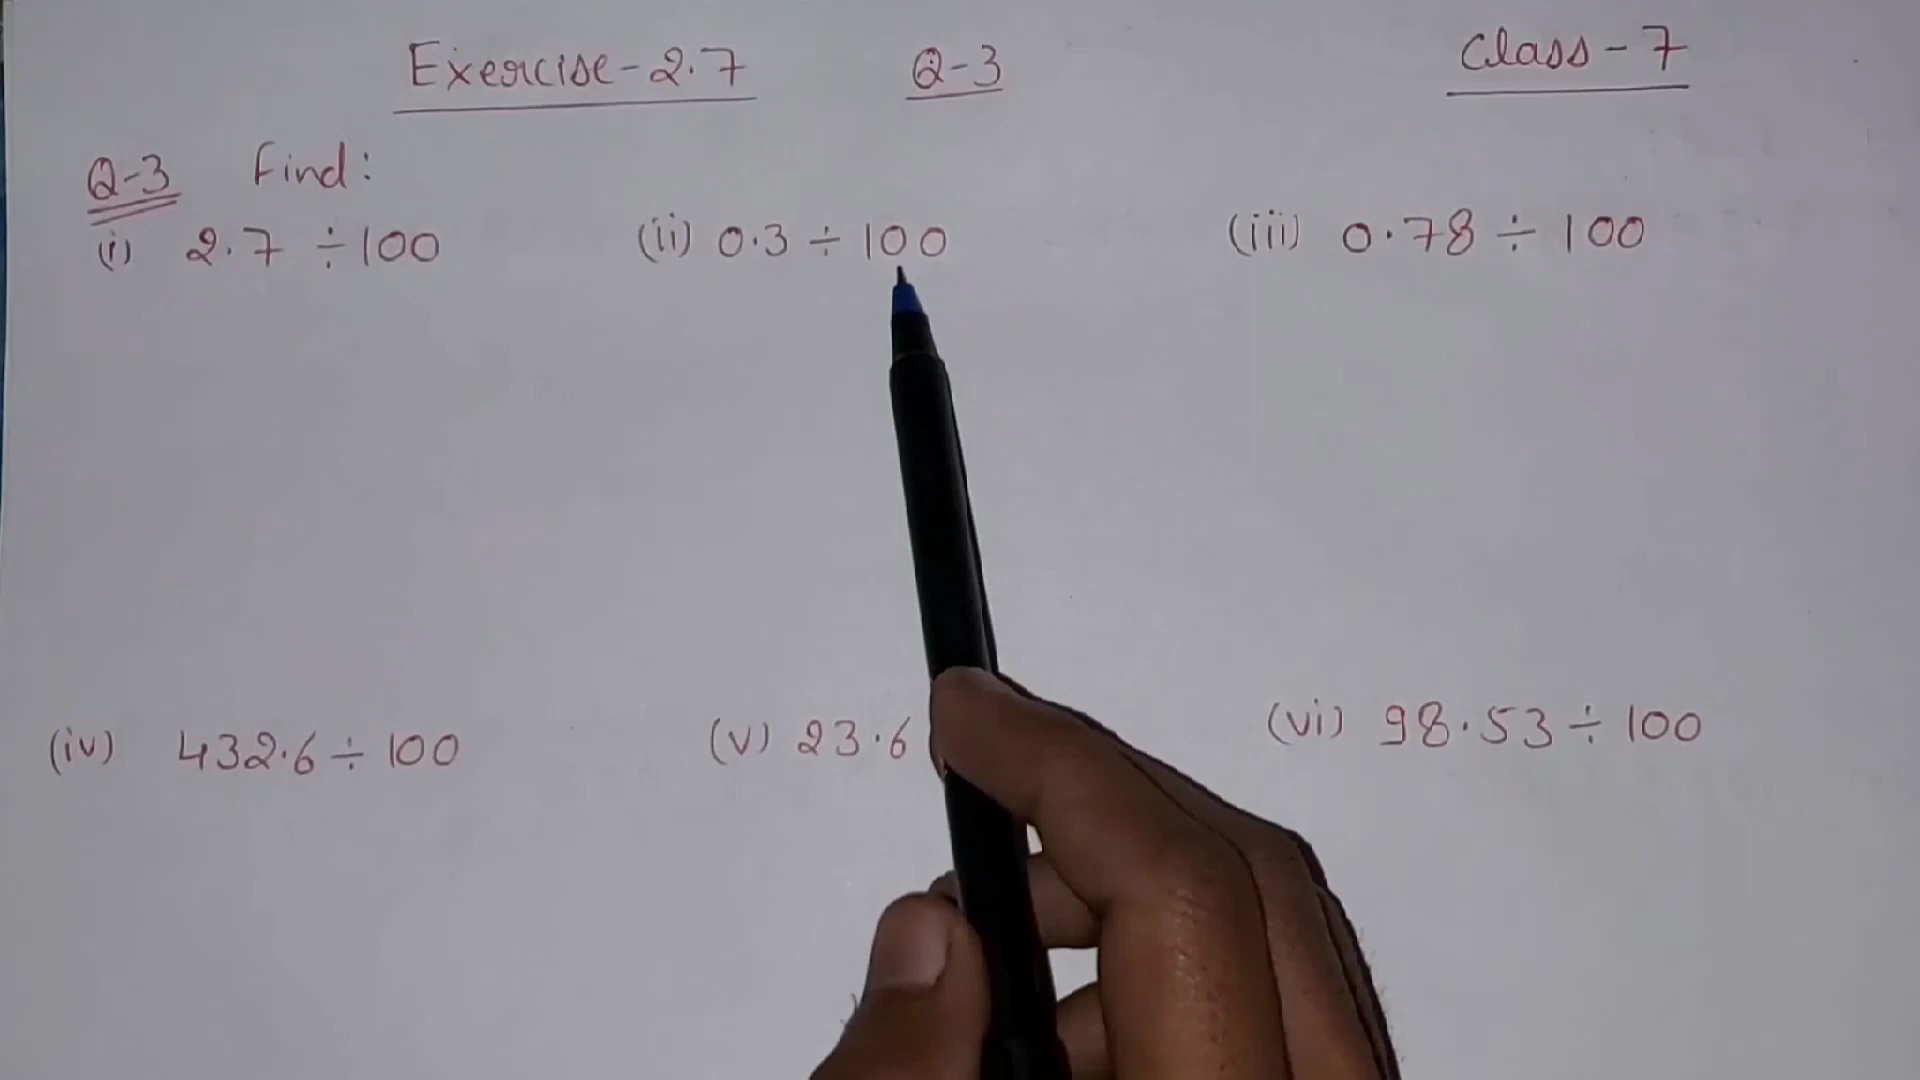 Exercise-2.7 Q-3 Class-7
Q-3 Find:
(i) 2.7 ÷ 100 (ii) 0.3 ÷ 100 (iii) 0.78 ÷ 100
(iv) 432.6 ÷ 100 (v) 23.6 (vi) 98.53 ÷ 100